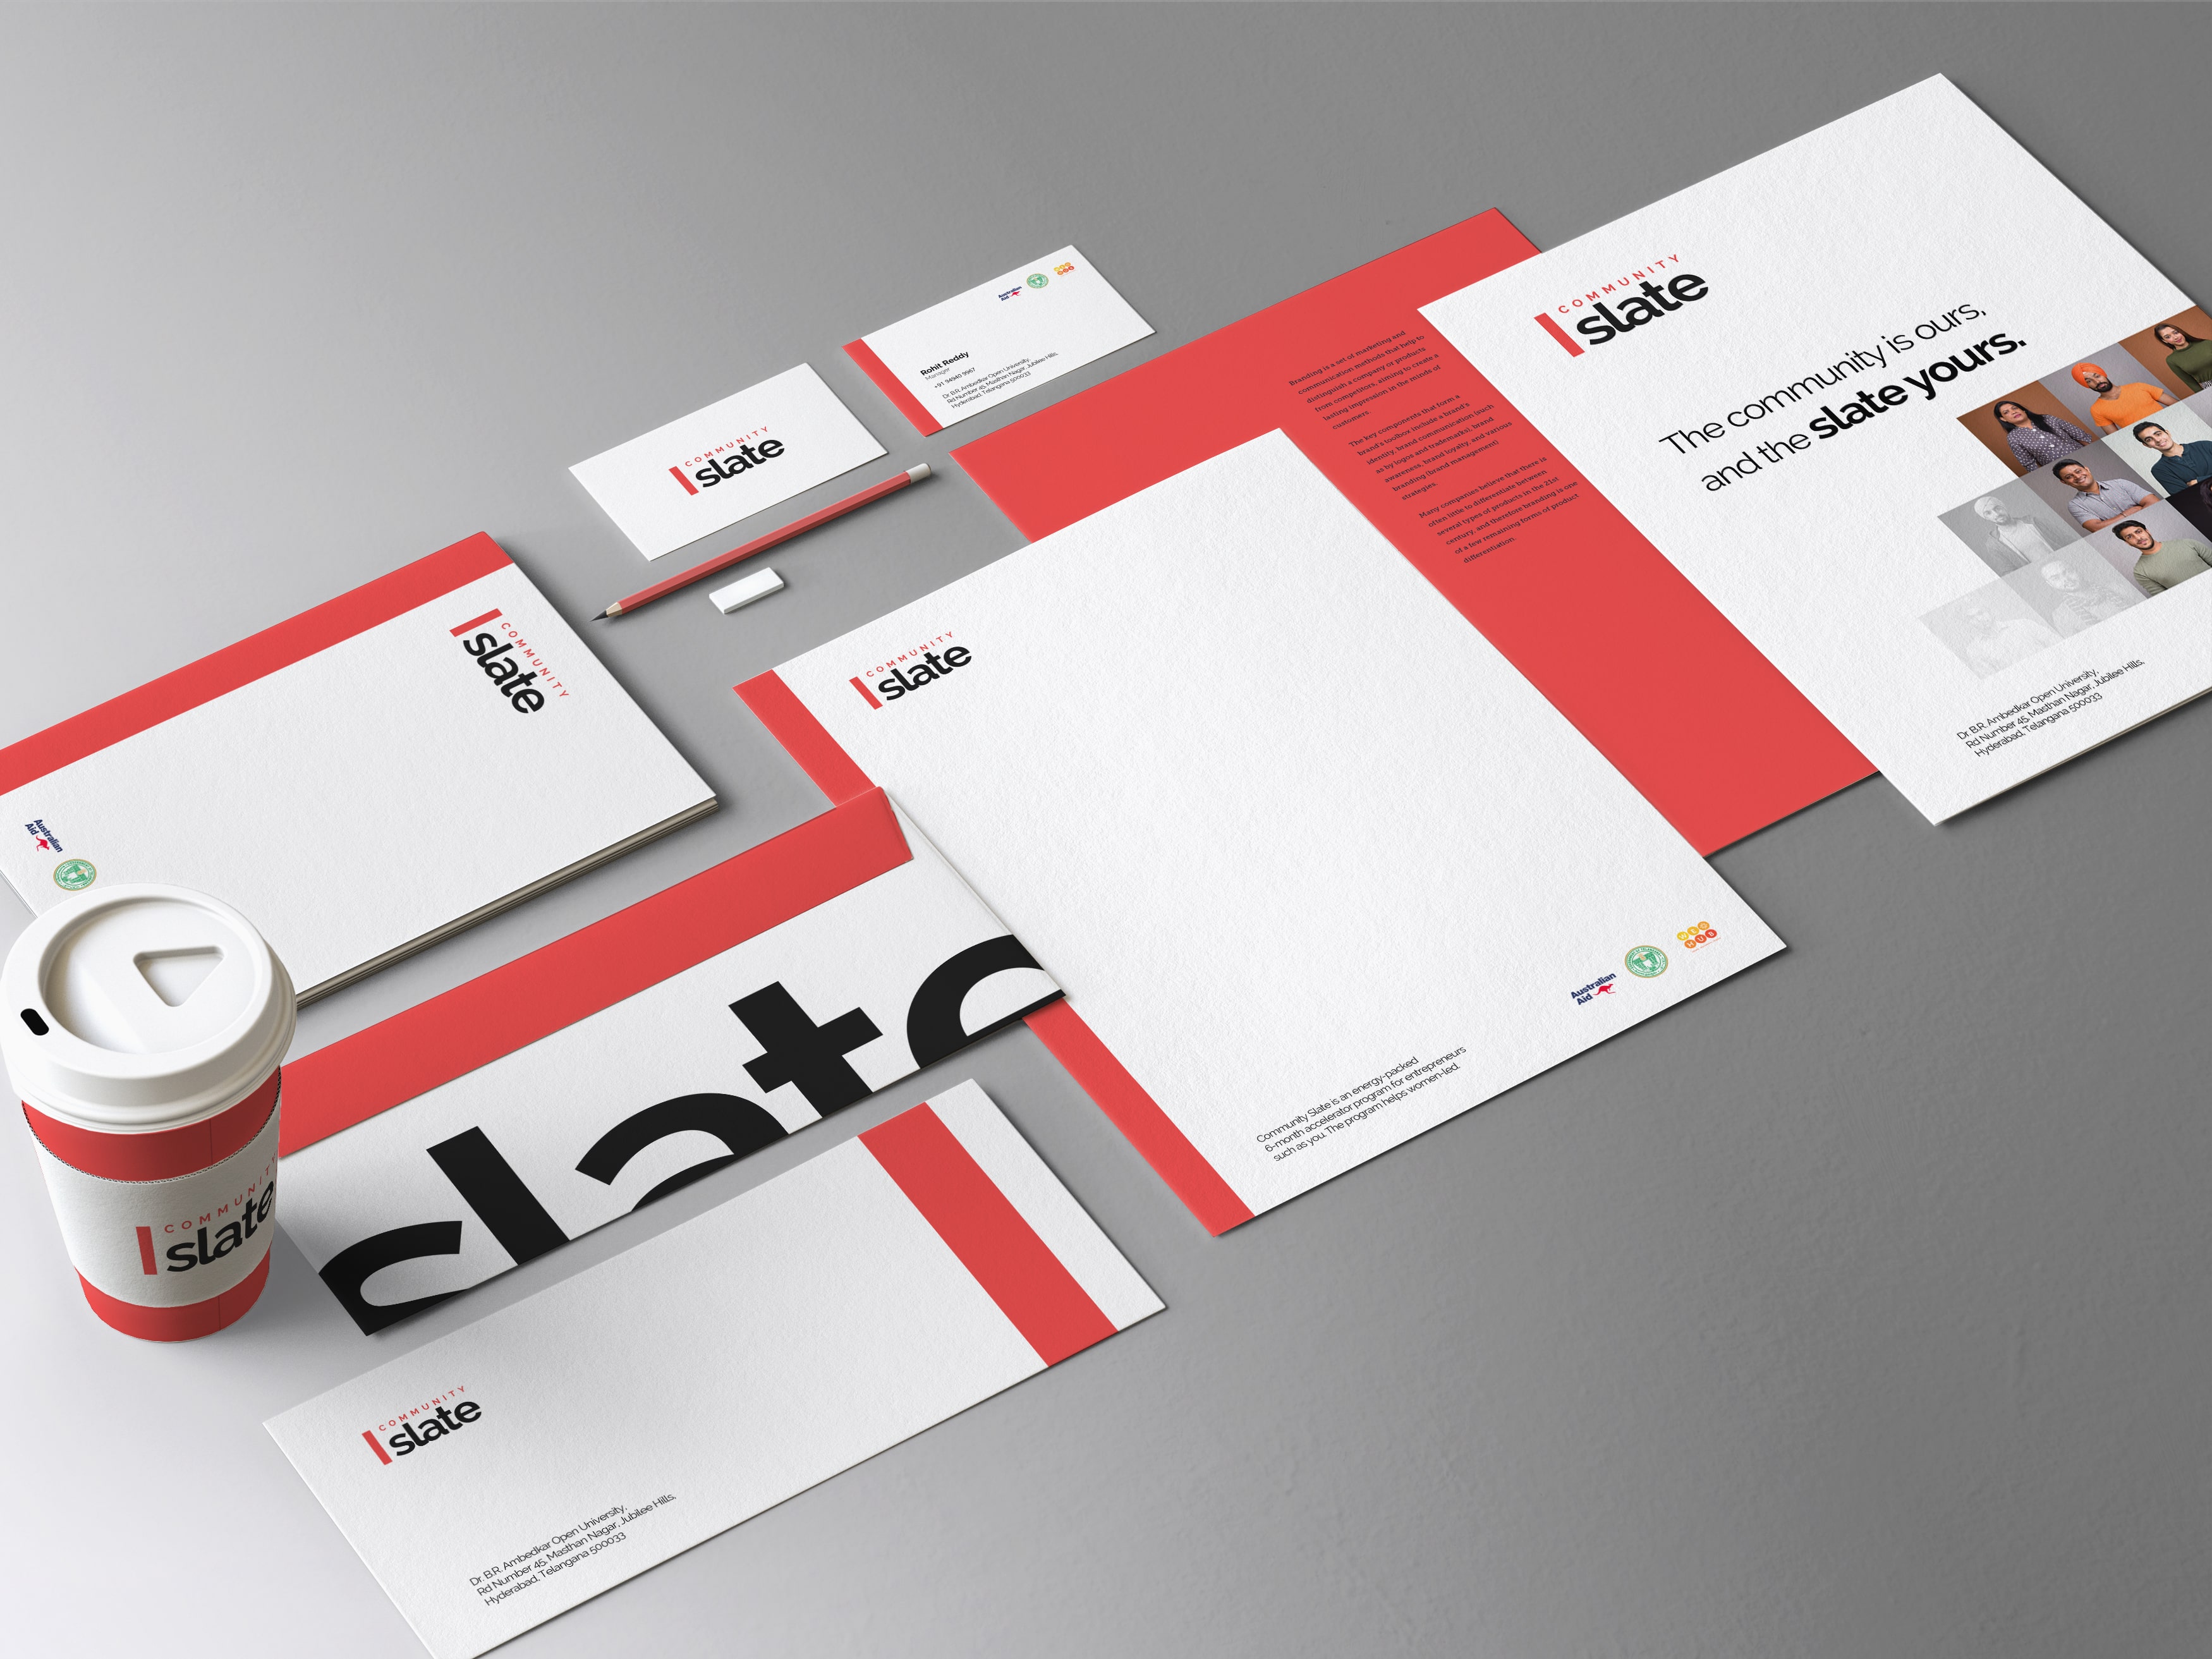 Australian
Aid
Rohit Reddy
Manager
+91 94940 9967
Dr. B.R. Ambedkar Open University,
Rd Number 45, Masthan Nagar, Jubilee Hills,
Hyderabad, Telangana 500033
COMMUNITY
slate
COMMUNITY
slate
The community is ours,
and the slate yours.
Dr. B.R. Ambedkar Open University,
Rd Number 45, Masthan Nagar, Jubilee Hills,
Hyderabad, Telangana 500033
Branding is a set of marketing and
communication methods that help to
distinguish a company or products
from competitors, aiming to create a
lasting impression in the minds of
customers.
The key components that form a
brand's toolbox include a brand's
identity, brand communication (such
as by logos and trademarks), brand
awareness, brand loyalty, and various
branding (brand management)
strategies.
Many companies believe that there is
often little to differentiate between
several types of products in the 21st
century, and therefore branding is one
of a few remaining forms of product
differentiation.
COMMUNITY
slate
Australian
Aid
COMMUNITY
slate
Australian
Aid
WE
HUB
Community Slate is an energy-packed
6-month accelerator program for entrepreneurs
such as you. The program helps women-led.
slate
COMMUNITY
slate
COMMUNITY
slate
Dr. B.R. Ambedkar Open University,
Rd Number 45, Masthan Nagar, Jubilee Hills,
Hyderabad, Telangana 500033